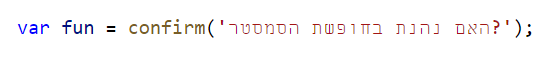 var fun = confirm('האם נהנת בחופשת הסמסטר?');